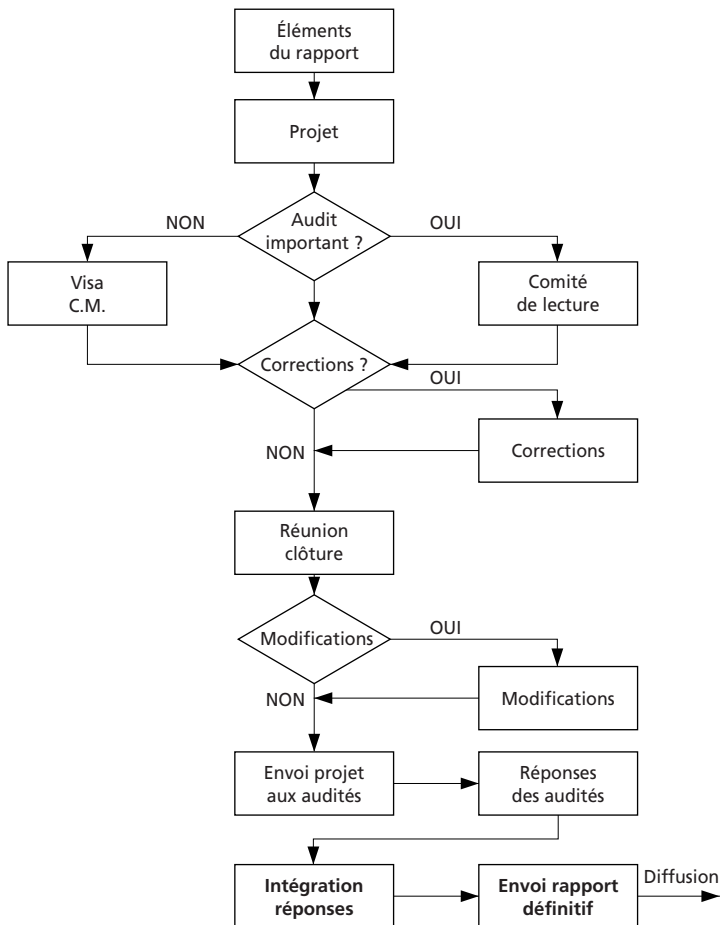 Éléments
du rapport
Projet
NON
Audit
important ?
OUI
Visa
C.M.
Comité
de lecture
Corrections ?
OUI
NON
Corrections
Réunion
clôture
Modifications
OUI
NON
Modifications
Envoi projet
aux audités
Réponses
des audités
Intégration
réponses
Envoi rapport
définitif
Diffusion